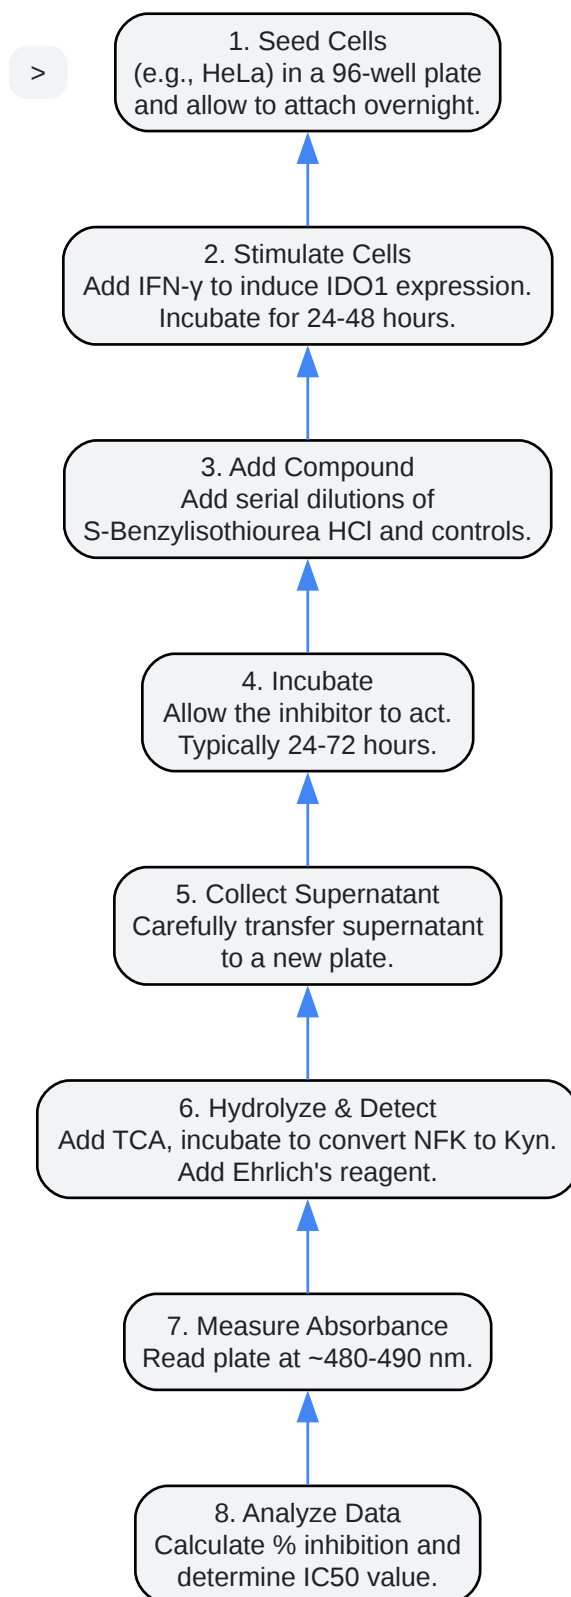 >
1. Seed Cells
(e.g., HeLa) in a 96-well plate
and allow to attach overnight.
2. Stimulate Cells
Add IFN-γ to induce IDO1 expression.
Incubate for 24-48 hours.
3. Add Compound
Add serial dilutions of
S-Benzylisothiourea HCl and controls.
4. Incubate
Allow the inhibitor to act.
Typically 24-72 hours.
5. Collect Supernatant
Carefully transfer supernatant
to a new plate.
6. Hydrolyze & Detect
Add TCA, incubate to convert NFK to Kyn.
Add Ehrlich's reagent.
7. Measure Absorbance
Read plate at ~480-490 nm.
8. Analyze Data
Calculate % inhibition and
determine IC50 value.